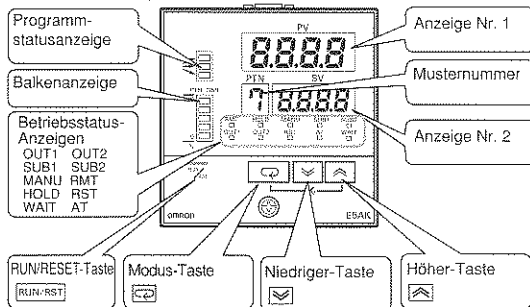 Programm-
statusanzeige
Balkenanzeige
Betriebsstatus-
Anzeigen
OUT1 OUT2
SUB1 SUB2
MANU RMT
HOLD RST
WAIT AT
PV
8.8.8.8
PTN SV
7 8.8.8.8
omron
E5AK
Anzeige Nr. 1
Musternummer
Anzeige Nr. 2
RUN/RESET-Taste
RUN/RST
Modus-Taste
Niedriger-Taste
Höher-Taste